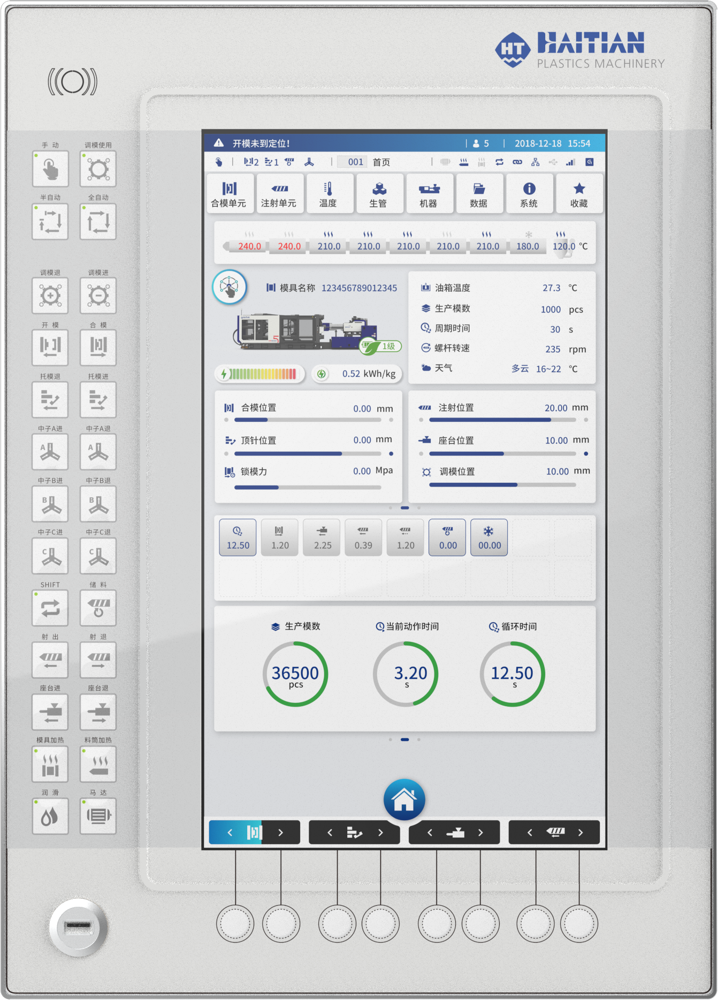 HT HAITIAN
PLASTICS MACHINERY
手 动 调模使用
半自动 全自动
调模退 调模进
开 模 合 模
托模退 托模进
中子A进 中子A退
A A
中子B进 中子B退
B B
中子C进 中子C退
C C
SHIFT 储 料
射 出 射 退
座台进 座台退
模具加热 料筒加热
润 滑 马 达
开模未到定位! 5 2018-12-18 15:54
2 1 001 首页
合模单元 注射单元 温度 生管 机器 数据 系统 收藏
240.0 240.0 210.0 210.0 210.0 210.0 210.0 180.0 120.0 °C
模具名称 123456789012345
5
1级
0.52 kWh/kg
油箱温度 27.3 °C
生产模数 1000 pcs
周期时间 30 s
螺杆转速 235 rpm
天气 多云 16~22 °C
合模位置 0.00 mm
顶针位置 0.00 mm
锁模力 0.00 Mpa
注射位置 20.00 mm
座台位置 10.00 mm
调模位置 10.00 mm
12.50 1.20 2.25 0.39 1.20 0.00 00.00
生产模数 当前动作时间 循环时间
36500 3.20 12.50
pcs s s